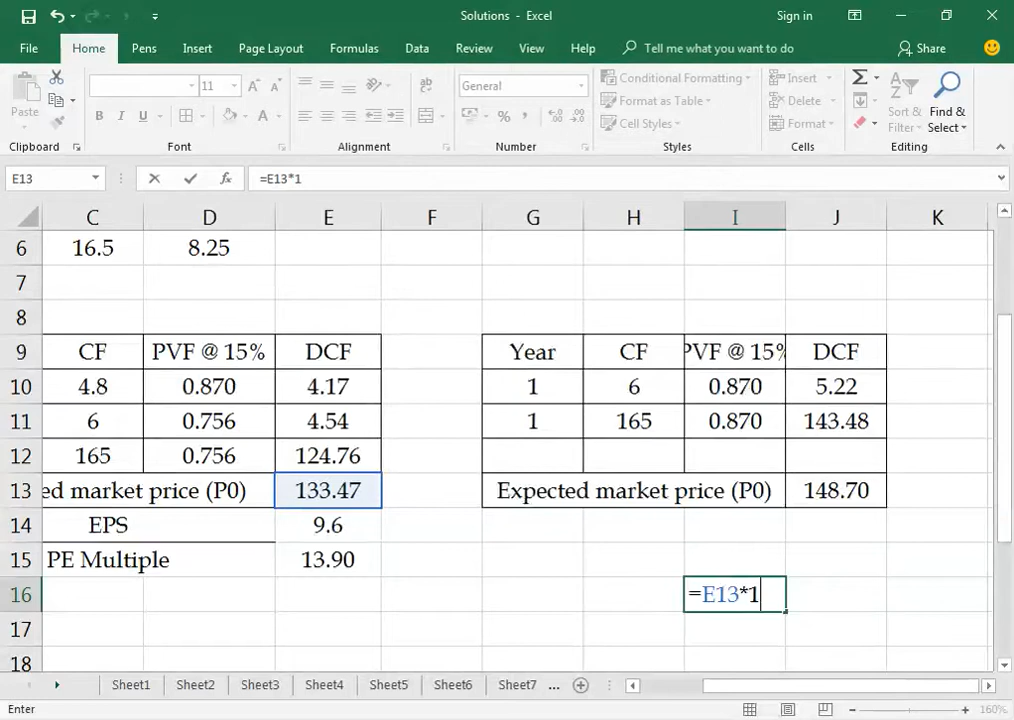 Solutions - Excel
Sign in
File Home Pens Insert Page Layout Formulas Data Review View Help Tell me what you want to do Share
Paste
11
General
Conditional Formatting
Format as Table
Cell Styles
Insert
Delete
Format
Sort & Filter
Find & Select
Clipboard Font Alignment Number Styles Cells Editing
E13 =E13*1
C D E F G H I J K
6 16.5 8.25
7
8
9 CF PVF @ 15% DCF Year CF PVF @ 15% DCF
10 4.8 0.870 4.17 1 6 0.870 5.22
11 6 0.756 4.54 1 165 0.870 143.48
12 165 0.756 124.76
13 ed market price (P0) 133.47 Expected market price (P0) 148.70
14 EPS 9.6
15 PE Multiple 13.90
16 =E13*1
17
18
Sheet1 Sheet2 Sheet3 Sheet4 Sheet5 Sheet6 Sheet7 ...
Enter 160%